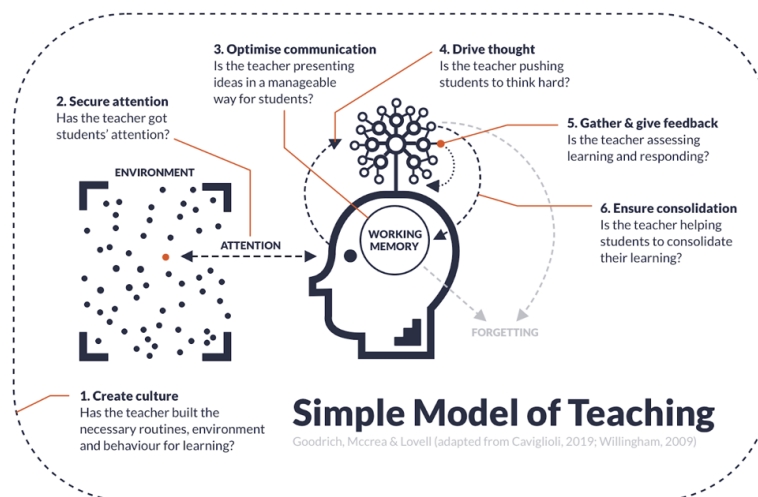 3. Optimise communication
Is the teacher presenting
ideas in a manageable
way for students?
4. Drive thought
Is the teacher pushing
students to think hard?
2. Secure attention
Has the teacher got
students' attention?
5. Gather & give feedback
Is the teacher assessing
learning and responding?
ENVIRONMENT
ATTENTION
WORKING
MEMORY
6. Ensure consolidation
Is the teacher helping
students to consolidate
their learning?
FORGETTING
1. Create culture
Has the teacher built the
necessary routines, environment
and behaviour for learning?
Simple Model of Teaching
Goodrich, Mccrea & Lovell (adapted from Caviglioli, 2019; Willingham, 2009)